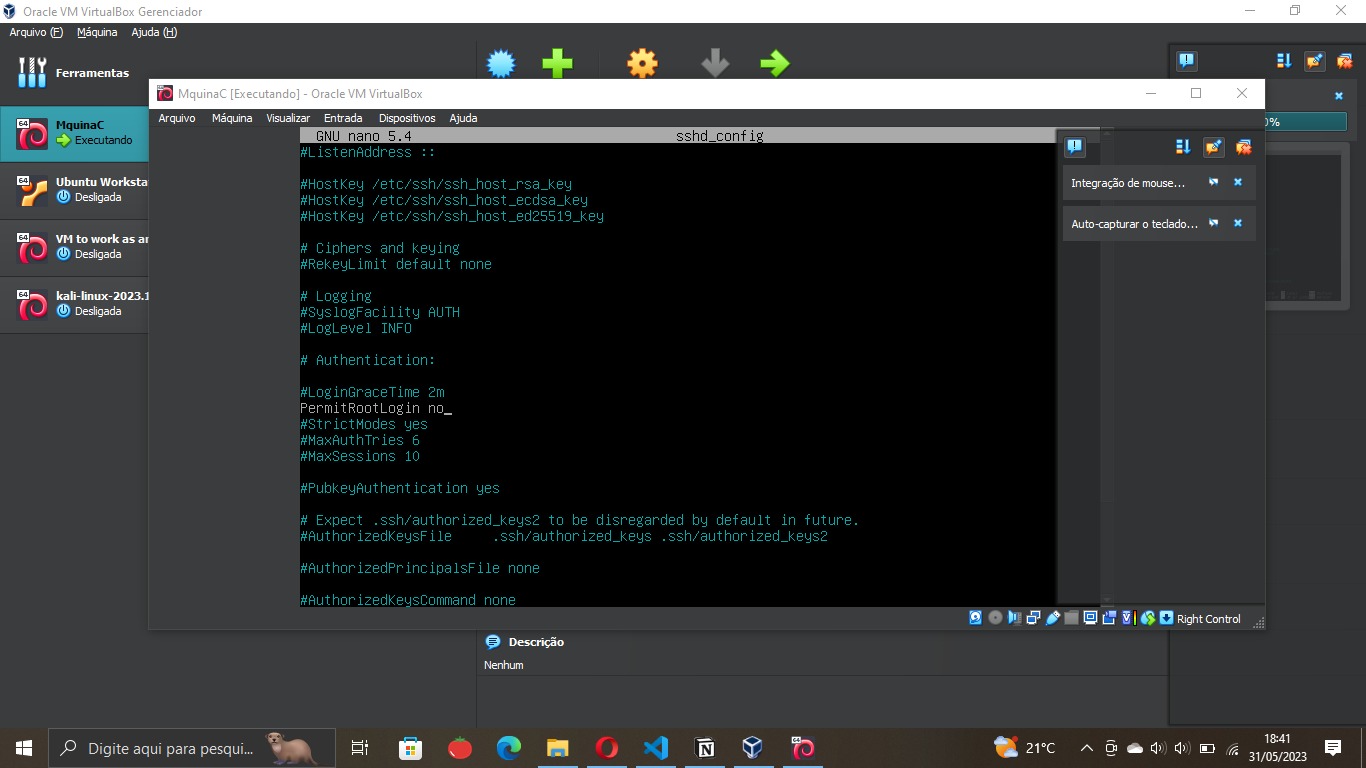 Oracle VM VirtualBox Gerenciador
Arquivo (F) Máquina Ajuda (H)
Ferramentas
64
MquinaC
Executando
64
Ubuntu Worksta
Desligada
64
VM to work as an
Desligada
64
kali-linux-2023.1
Desligada
0%
MquinaC [Executando] - Oracle VM VirtualBox
Arquivo Máquina Visualizar Entrada Dispositivos Ajuda
GNU nano 5.4 sshd_config
#ListenAddress ::
#HostKey /etc/ssh/ssh_host_rsa_key
#HostKey /etc/ssh/ssh_host_ecdsa_key
#HostKey /etc/ssh/ssh_host_ed25519_key
# Ciphers and keying
#RekeyLimit default none
# Logging
#SyslogFacility AUTH
#LogLevel INFO
# Authentication:
#LoginGraceTime 2m
PermitRootLogin no_
#StrictModes yes
#MaxAuthTries 6
#MaxSessions 10
#PubkeyAuthentication yes
# Expect .ssh/authorized_keys2 to be disregarded by default in future.
#AuthorizedKeysFile .ssh/authorized_keys .ssh/authorized_keys2
#AuthorizedPrincipalsFile none
#AuthorizedKeysCommand none
Integração de mouse...
Auto-capturar o teclado...
Right Control
Descrição
Nenhum
Digite aqui para pesqui...
21°C
18:41
31/05/2023